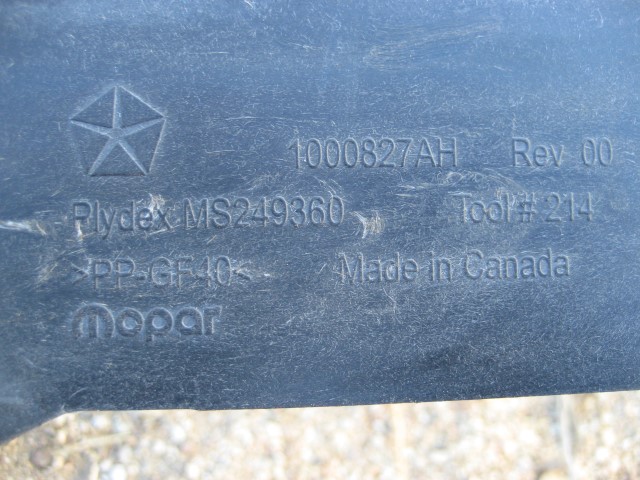 1000827AH Rev 00
Plydex MS249360 Tool# 214
>PP-GF40< Made in Canada
mopar